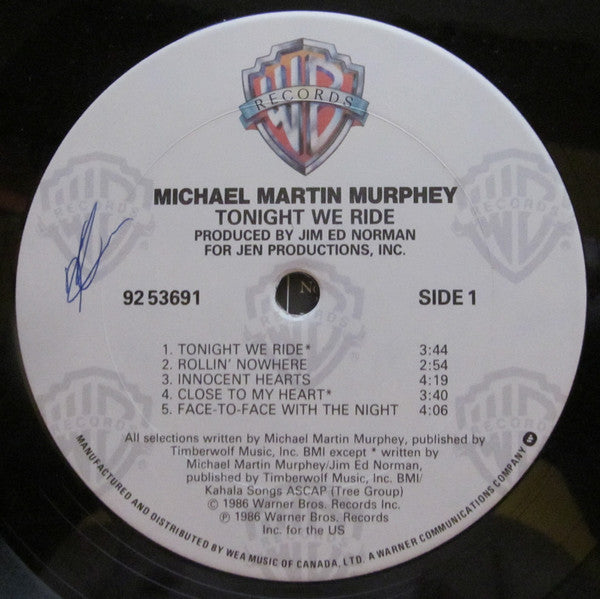 WB
RECORDS
MICHAEL MARTIN MURPHEY
TONIGHT WE RIDE
PRODUCED BY JIM ED NORMAN
FOR JEN PRODUCTIONS, INC.
92 53691 SIDE 1
1. TONIGHT WE RIDE* 3:44
2. ROLLIN' NOWHERE 2:54
3. INNOCENT HEARTS 4:19
4. CLOSE TO MY HEART* 3:40
5. FACE-TO-FACE WITH THE NIGHT 4:06
All selections written by Michael Martin Murphey, published by
Timberwolf Music, Inc. BMI except * written by
Michael Martin Murphey/Jim Ed Norman,
published by Timberwolf Music, Inc. BMI/
Kahala Songs ASCAP (Tree Group)
© 1986 Warner Bros. Records Inc.
℗ 1986 Warner Bros. Records
Inc. for the US
MANUFACTURED AND DISTRIBUTED BY WEA MUSIC OF CANADA, LTD. A WARNER COMMUNICATIONS COMPANY